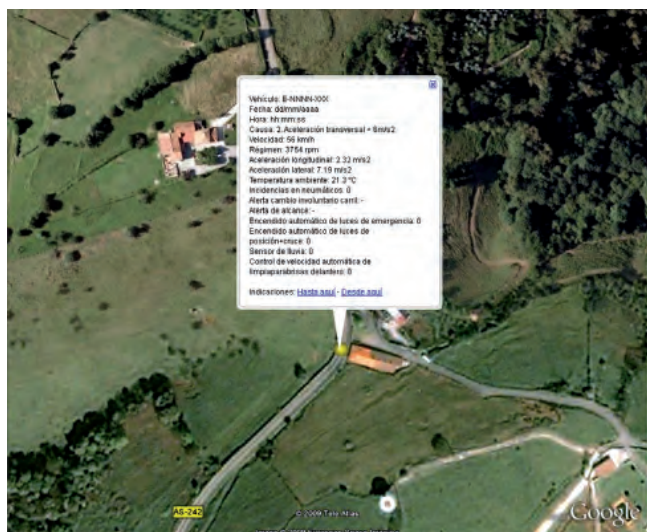 Vehículo: E-NNNN-XXX
Fecha: dd/mm/aaaa
Hora: hh:mm:ss
Causa: 2. Aceleración transversal > 6m/s2
Velocidad: 56 km/h
Régimen: 3754 rpm
Aceleración longitudinal: 2.32 m/s2
Aceleración lateral: 7.19 m/s2
Temperatura ambiente: 21.3 ºC
Incidencias en neumáticos: 0
Alerta cambio involuntario carril: -
Alerta de alcance: -
Encendido automático de luces de emergencia: 0
Encendido automático de luces de
posición+cruce: 0
Sensor de lluvia: 0
Control de velocidad automática de
limpiaparabrisas delantero: 0
Indicaciones: Hasta aquí - Desde aquí
AS-242
© 2009 Tele Atlas
Google